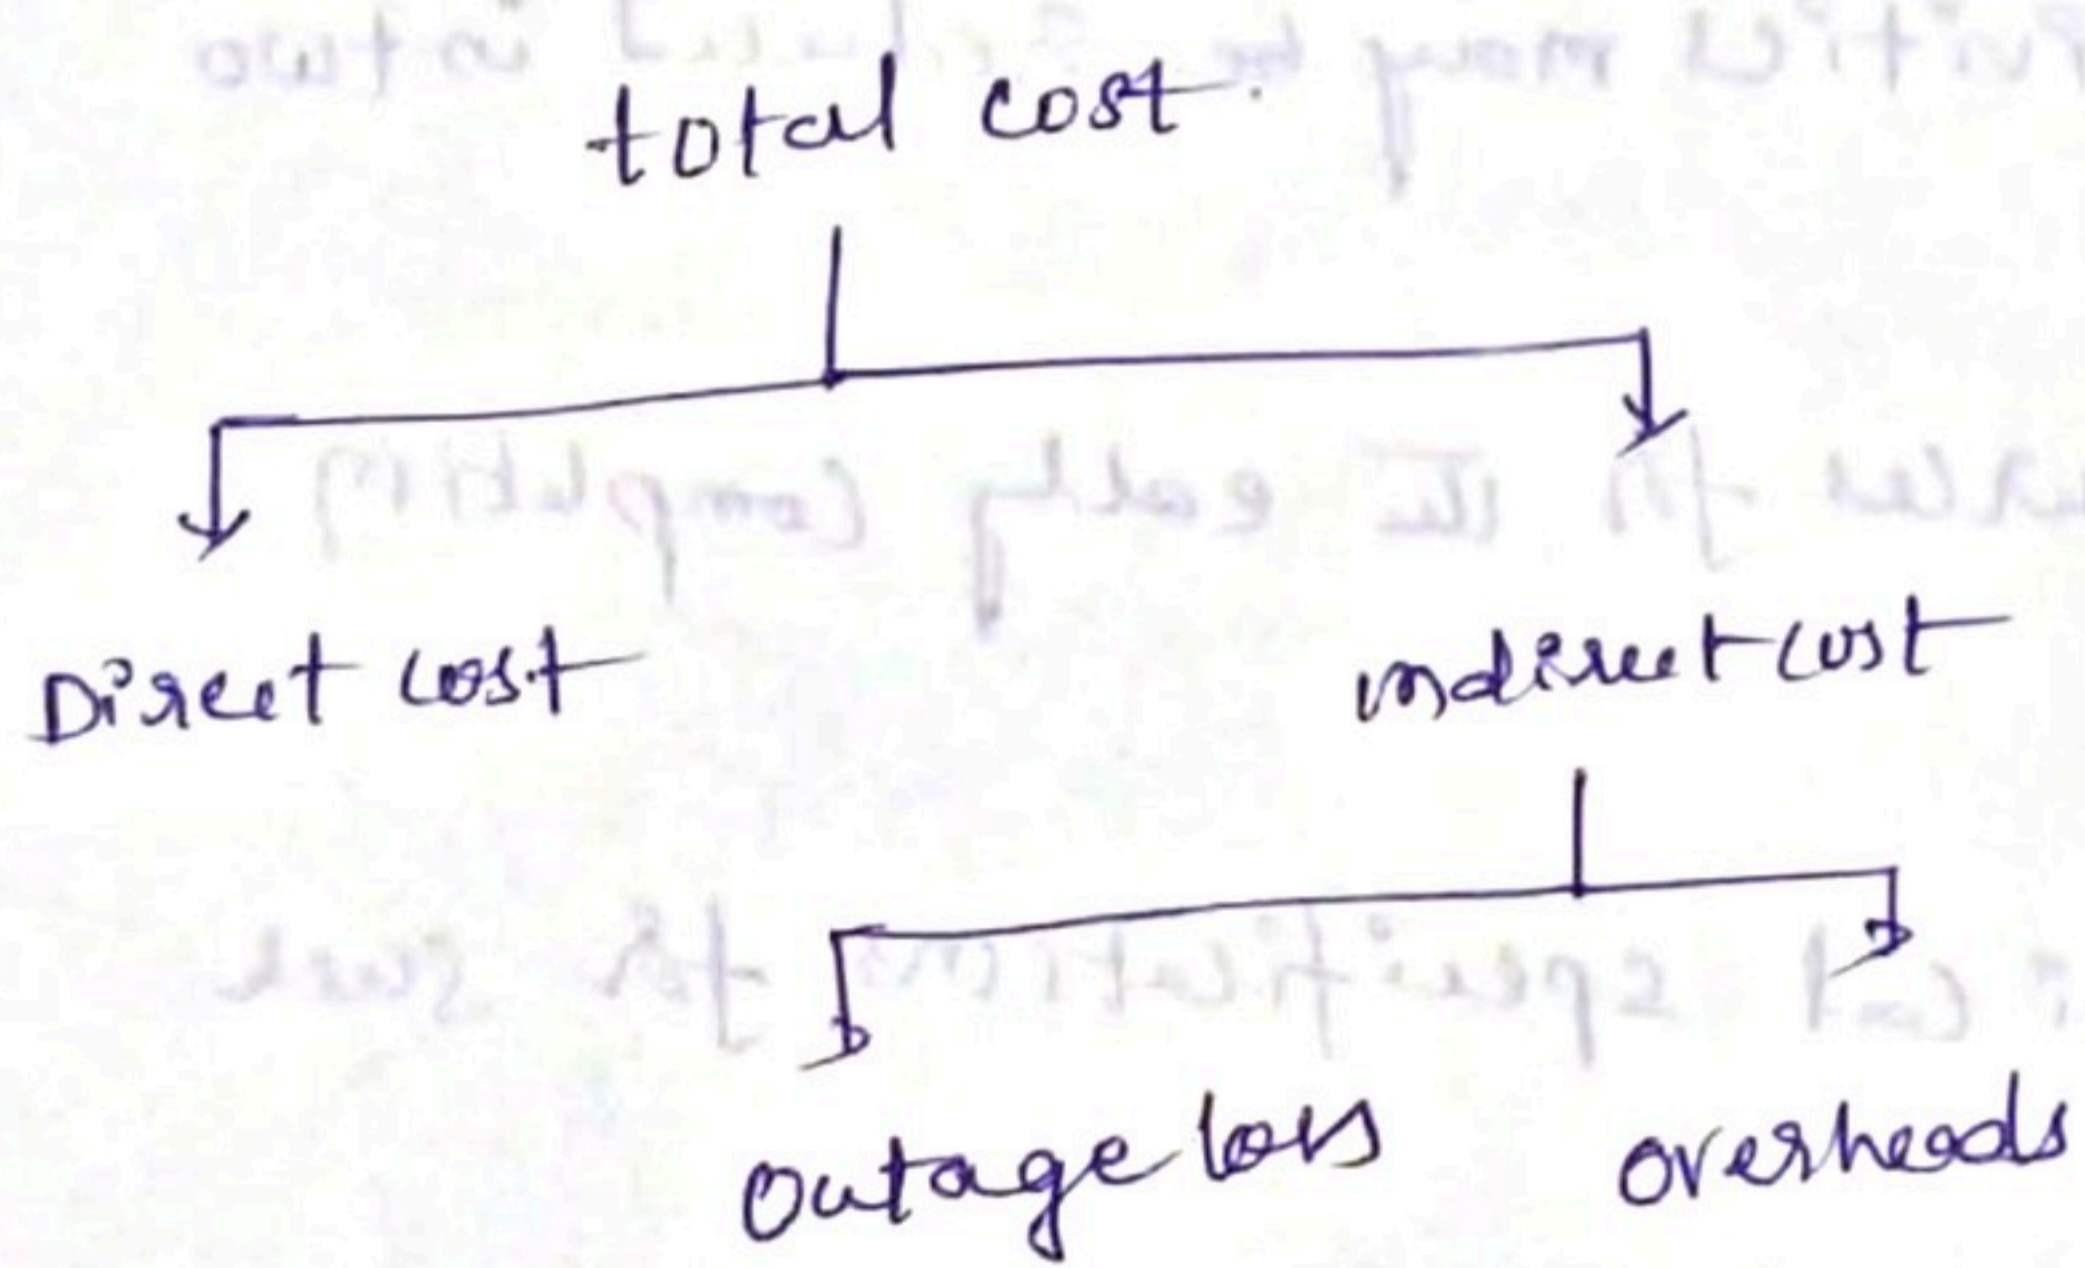 total cost.
Direct cost
indirect cost
Outage loss
overheads